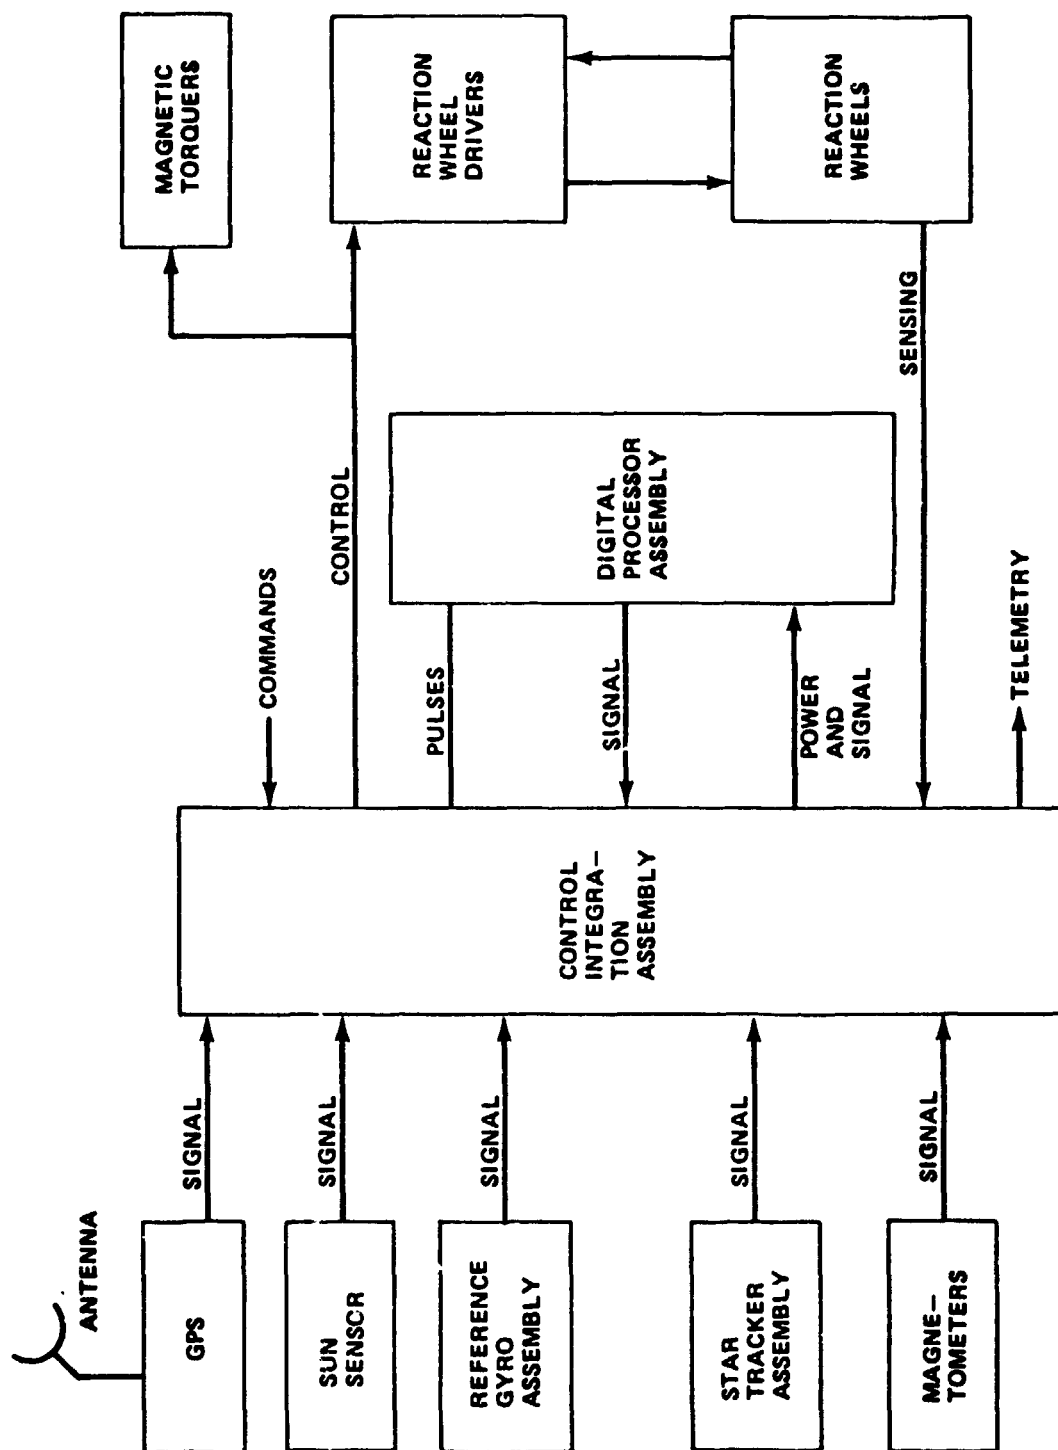 ANTENNA
GPS
SIGNAL
SUN
SENSCR
SIGNAL
REFERENCE
GYRO
ASSEMBLY
SIGNAL
STAR
TRACKER
ASSEMBLY
SIGNAL
MAGNE–
TOMETERS
SIGNAL
CONTROL
INTEGRA–
TION
ASSEMBLY
COMMANDS
CONTROL
PULSES
SIGNAL
POWER
AND
SIGNAL
TELEMETRY
DIGITAL
PROCESSOR
ASSEMBLY
SENSING
MAGNETIC
TORQUERS
REACTION
WHEEL
DRIVERS
REACTION
WHEELS